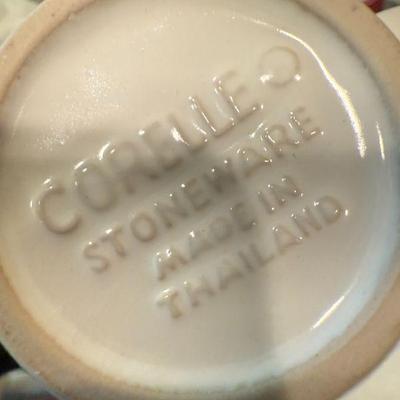 CORELLE
STONEWARE
MADE IN
THAILAND